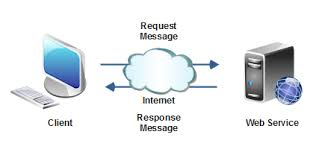 Request
Message
Internet
Client
Response
Message
Web Service